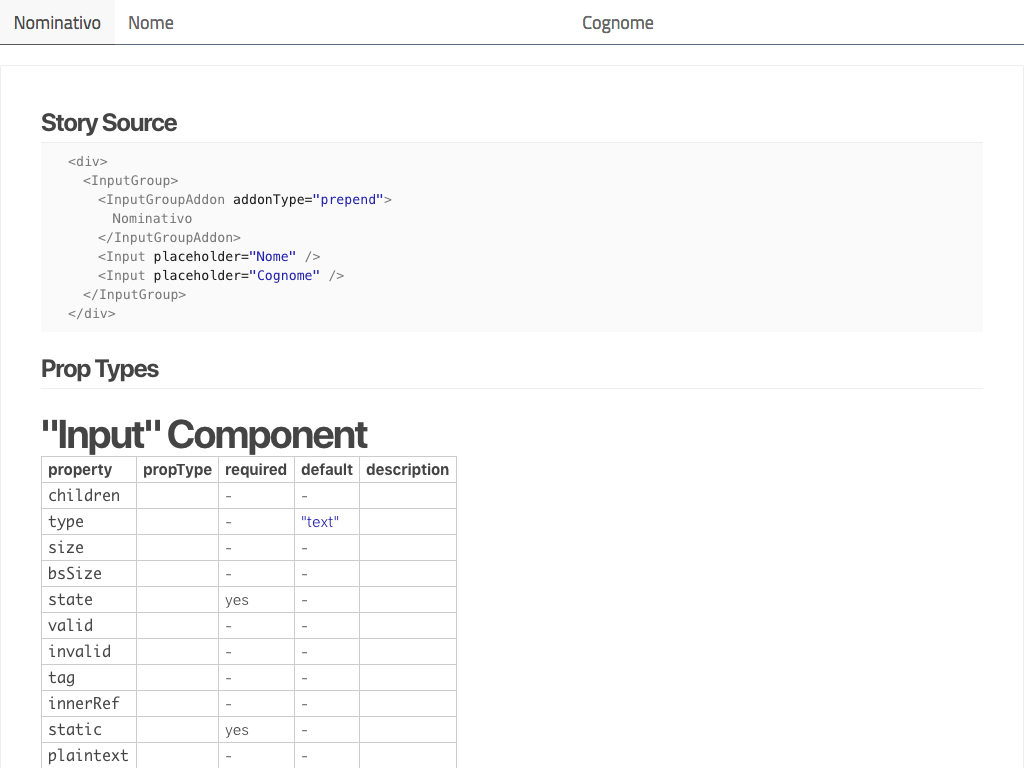 Nominativo Nome Cognome
Story Source
<div>
<InputGroup>
<InputGroupAddon addonType="prepend">
Nominativo
</InputGroupAddon>
<Input placeholder="Nome" />
<Input placeholder="Cognome" />
</InputGroup>
</div>
Prop Types
"Input" Component
property propType required default description
children - -
type - "text"
size - -
bsSize - -
state yes -
valid - -
invalid - -
tag - -
innerRef - -
static yes -
plaintext - -